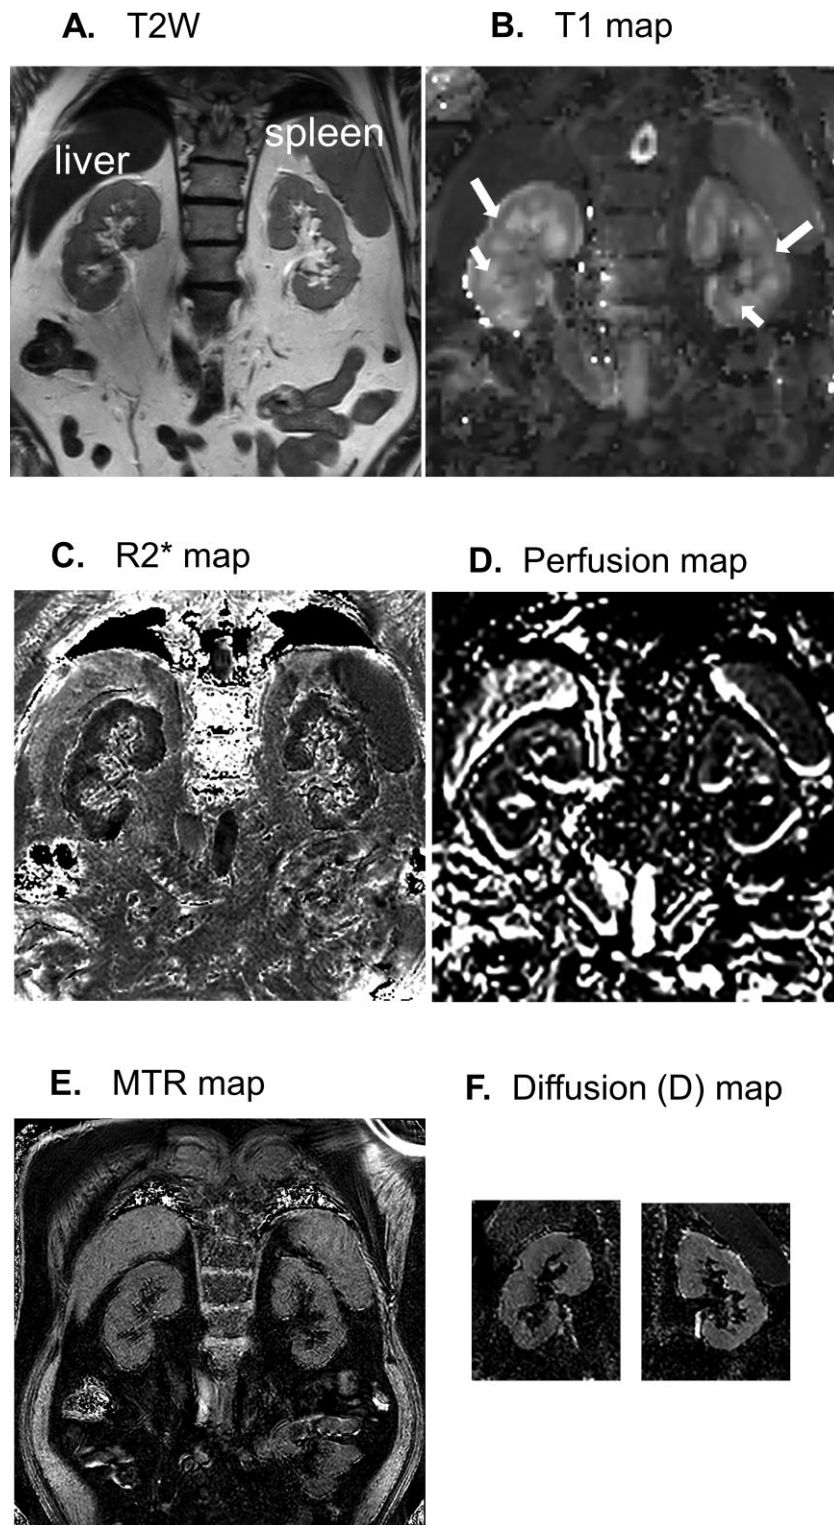 A. T2W
B. T1 map
liver
spleen
C. R2* map
D. Perfusion map
E. MTR map
F. Diffusion (D) map